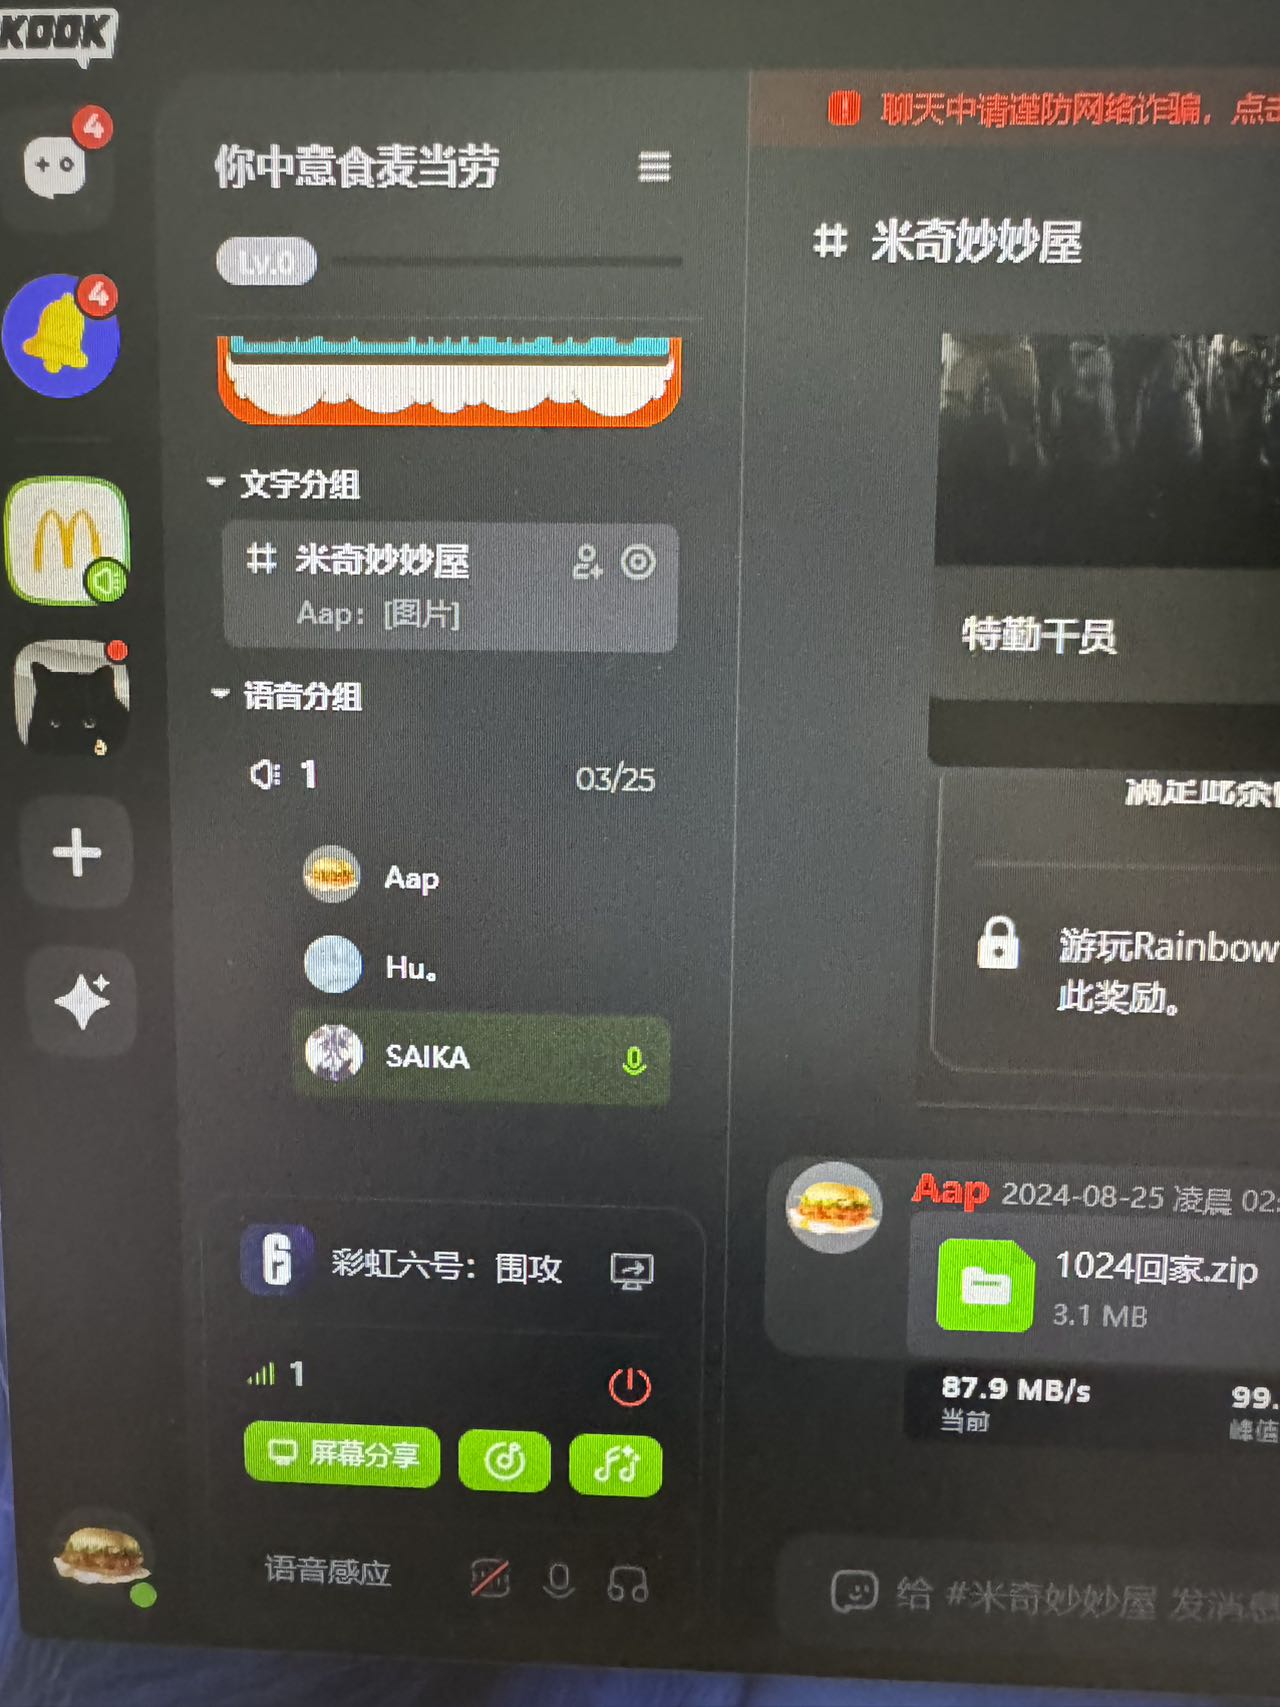 KOOK
4
4
你中意食麦当劳
Lv.0
文字分组
# 米奇妙妙屋
Aap：[图片]
语音分组
1
03/25
Aap
Hu。
SAIKA
彩虹六号：围攻
1
屏幕分享
语音感应
聊天中请谨防网络诈骗，点击
# 米奇妙妙屋
特勤干员
游玩Rainbow
此奖励。
Aap 2024-08-25 凌晨 02:
1024回家.zip
3.1 MB
87.9 MB/s
99.
当前
峰值
给 #米奇妙妙屋 发消息